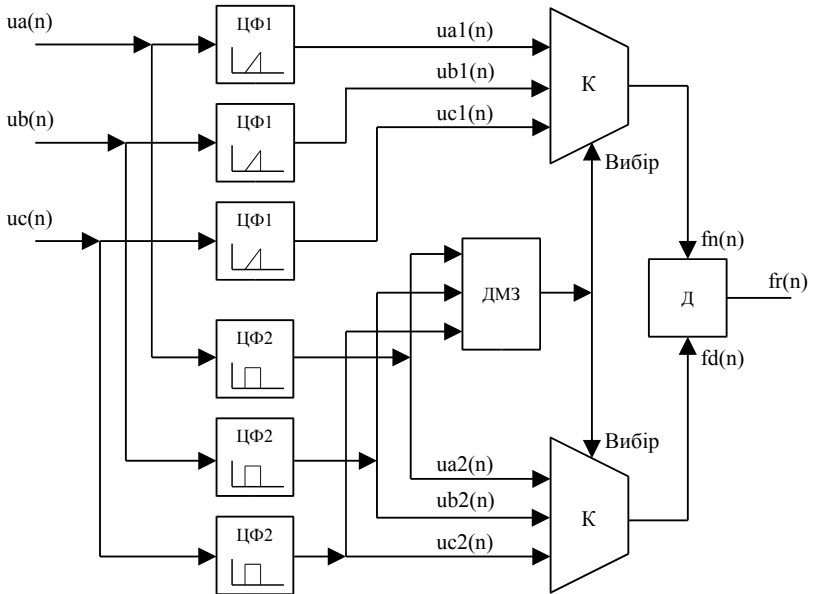 ua(n)
ЦФ1
ua1(n)
ub(n)
ЦФ1
ub1(n)
К
uc1(n)
Вибір
uc(n)
ЦФ1
fn(n)
ДМЗ
Д
fr(n)
ЦФ2
fd(n)
ЦФ2
Вибір
ua2(n)
ub2(n)
К
ЦФ2
uc2(n)